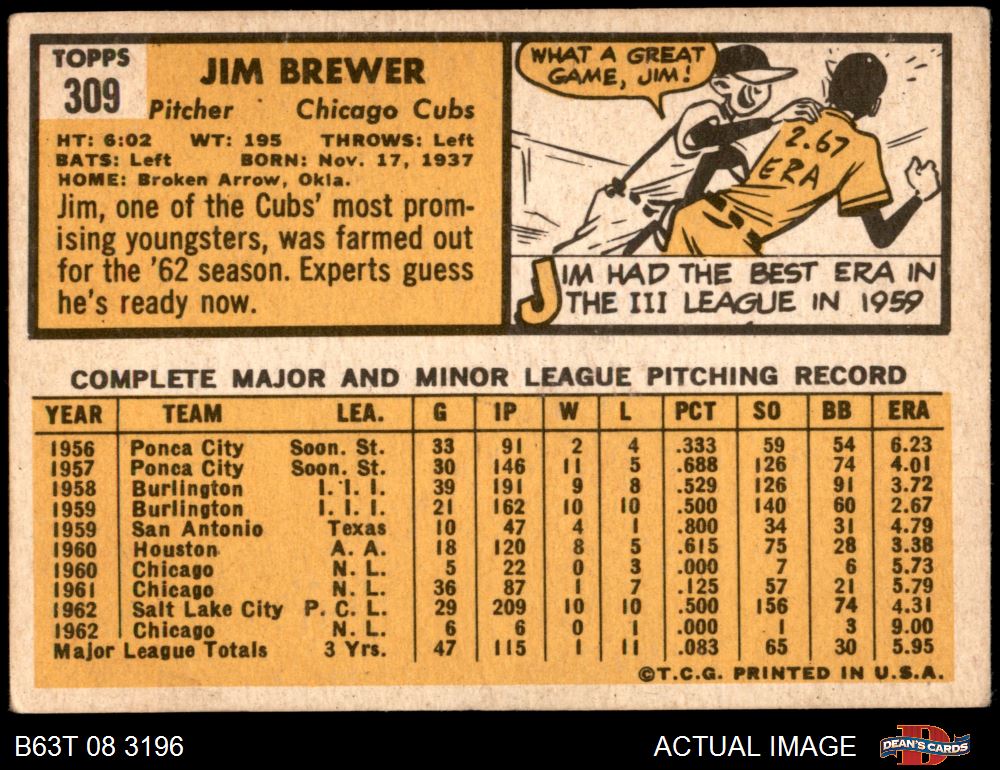 TOPPS
309
JIM BREWER
Pitcher Chicago Cubs
HT: 6:02 WT: 195 THROWS: Left
BATS: Left BORN: Nov. 17, 1937
HOME: Broken Arrow, Okla.
Jim, one of the Cubs' most prom-
ising youngsters, was farmed out
for the '62 season. Experts guess
he's ready now.
WHAT A GREAT
GAME, JIM!
2.67
ERA
JIM HAD THE BEST ERA IN
THE III LEAGUE IN 1959
COMPLETE MAJOR AND MINOR LEAGUE PITCHING RECORD
YEAR TEAM LEA. G IP W L PCT SO BB ERA
1956 Ponca City Soon. St. 33 91 2 4 .333 59 54 6.23
1957 Ponca City Soon. St. 30 146 11 5 .688 126 74 4.01
1958 Burlington I. I. I. 39 191 9 8 .529 126 91 3.72
1959 Burlington I. I. I. 21 162 10 10 .500 140 60 2.67
1959 San Antonio Texas 10 47 4 1 .800 34 31 4.79
1960 Houston A. A. 18 120 8 5 .615 75 28 3.38
1960 Chicago N. L. 5 22 0 3 .000 7 6 5.73
1961 Chicago N. L. 36 87 1 7 .125 57 21 5.79
1962 Salt Lake City P. C. L. 29 209 10 10 .500 156 74 4.31
1962 Chicago N. L. 6 6 0 1 .000 1 3 9.00
Major League Totals 3 Yrs. 47 115 1 11 .083 65 30 5.95
©T.C.G. PRINTED IN U.S.A.
B63T 08 3196
ACTUAL IMAGE
D
DEAN'S CARDS